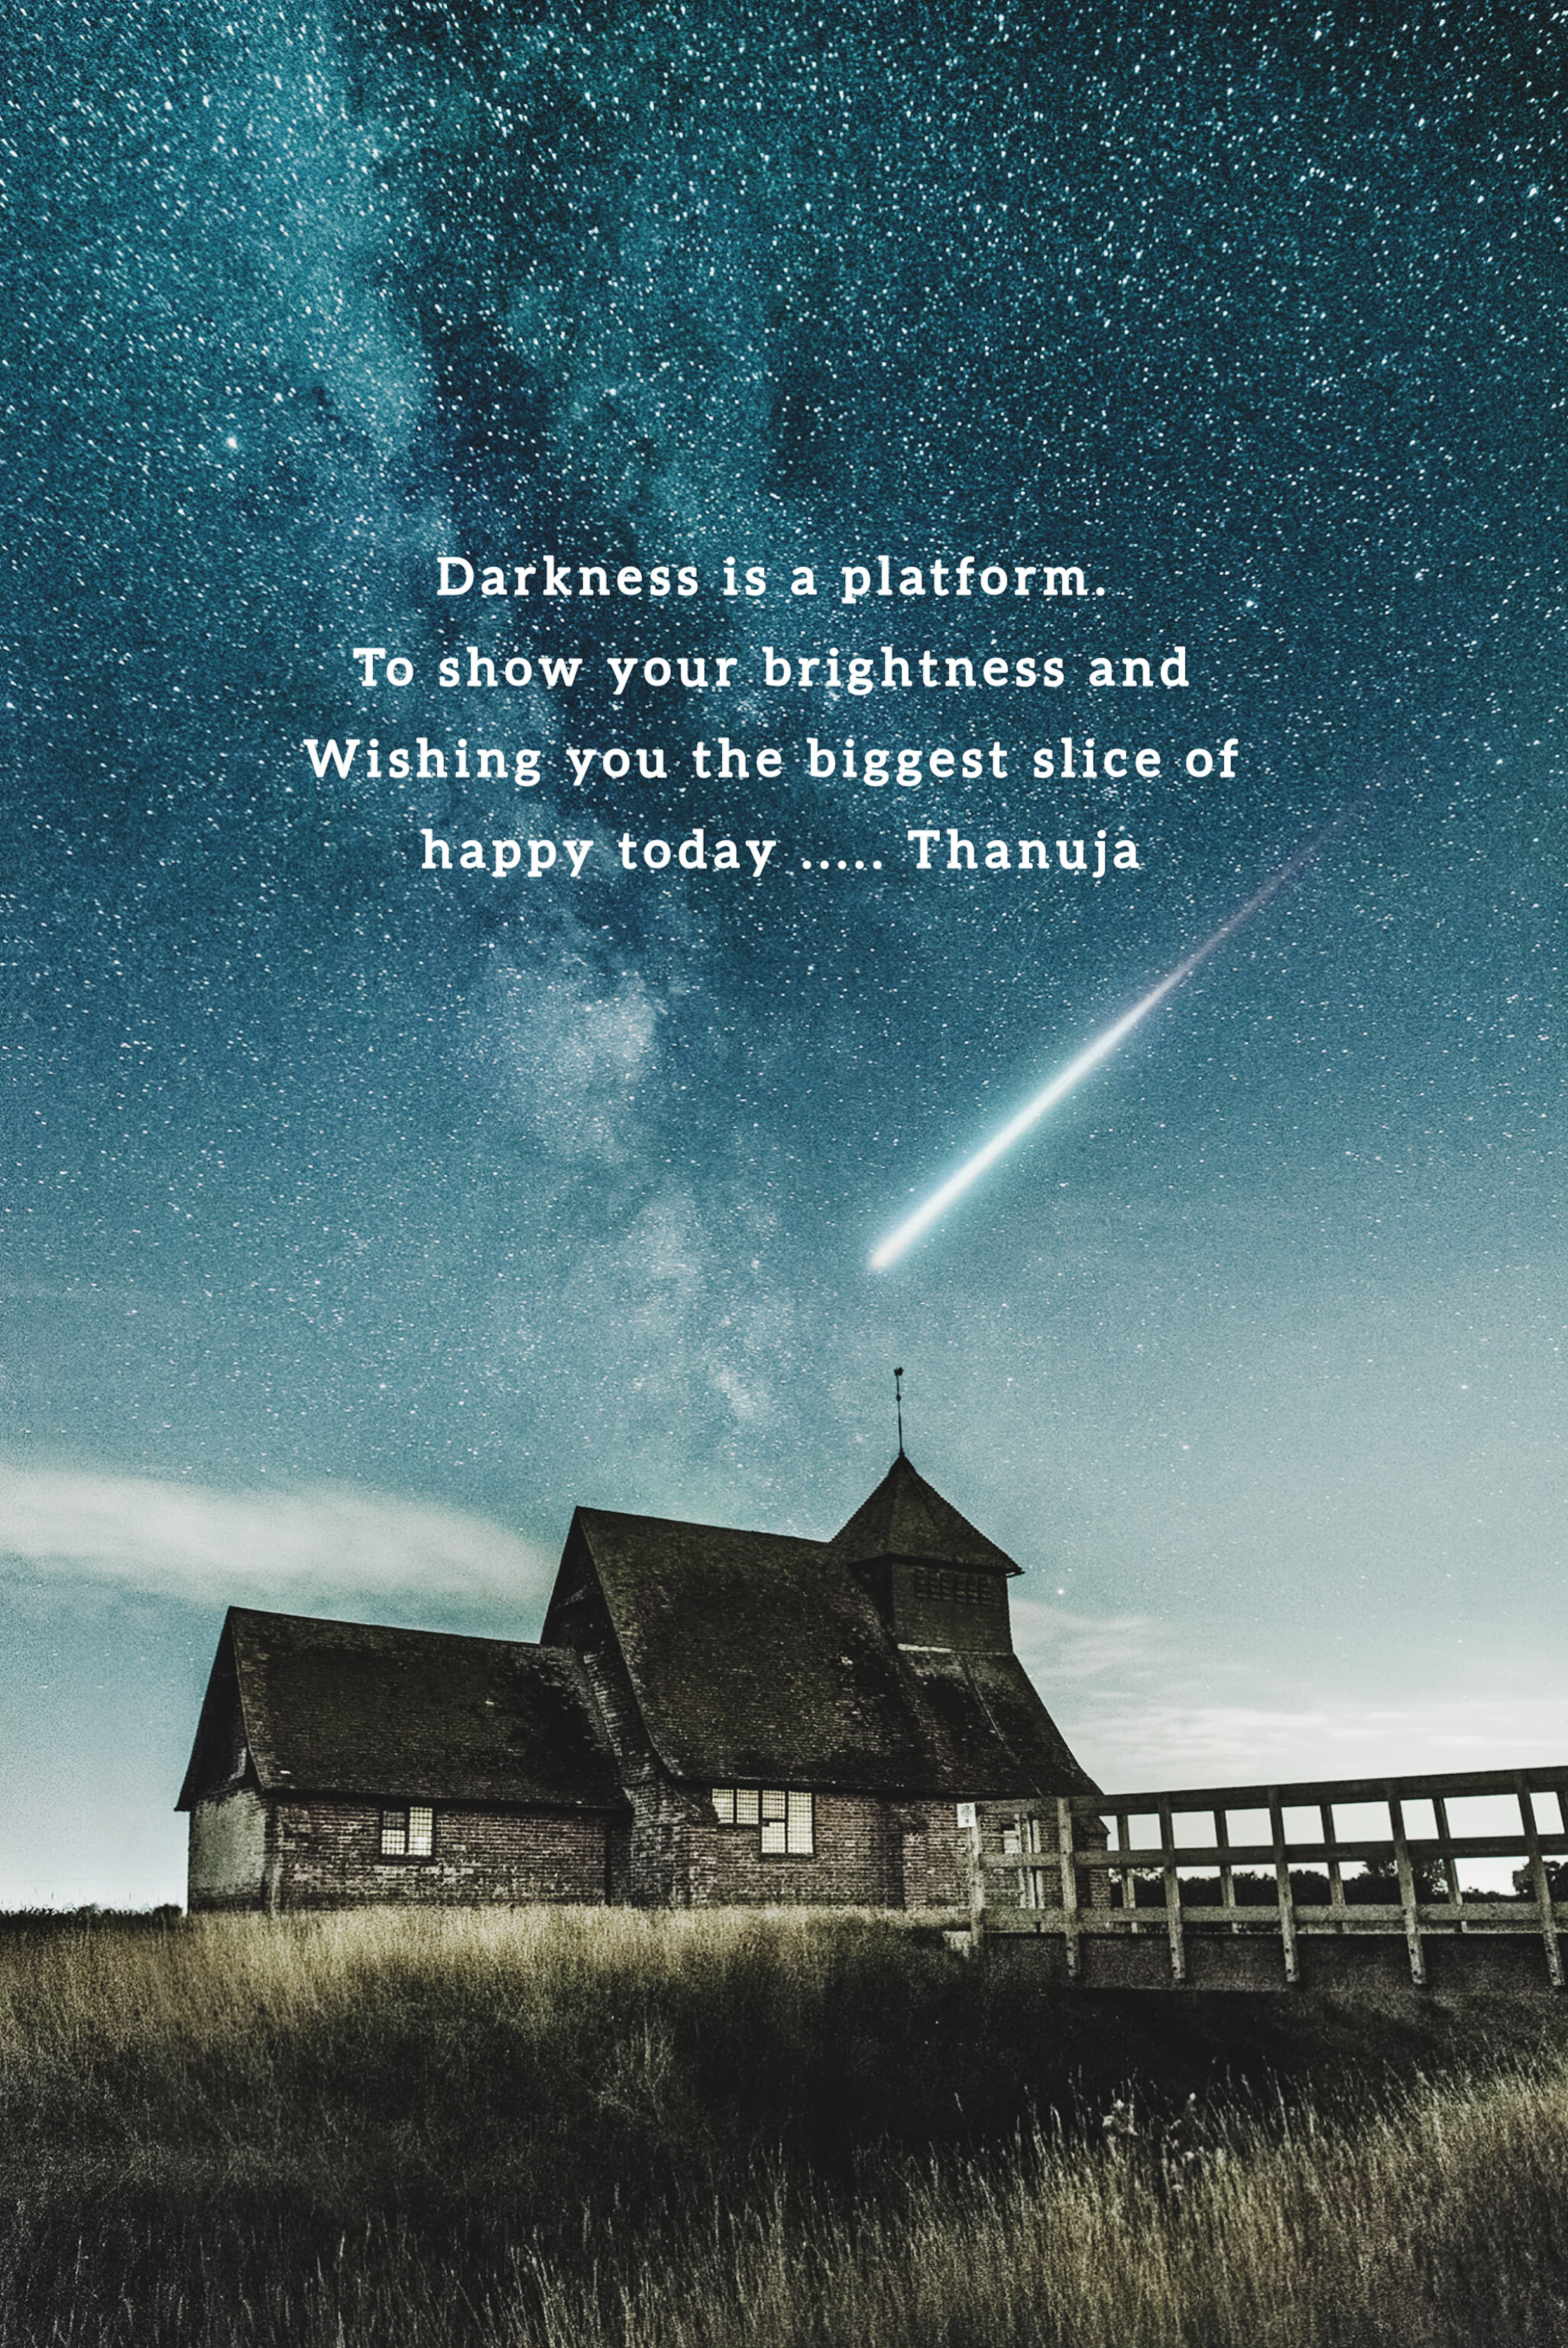 Darkness is a platform.
To show your brightness and
Wishing you the biggest slice of
happy today ..... Thanuja